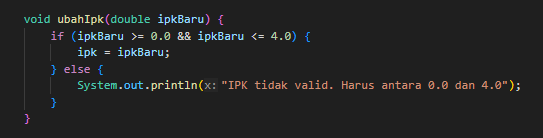 void ubahIpk(double ipkBaru) {
    if (ipkBaru >= 0.0 && ipkBaru <= 4.0) {
        ipk = ipkBaru;
    } else {
        System.out.println(x: "IPK tidak valid. Harus antara 0.0 dan 4.0");
    }
}